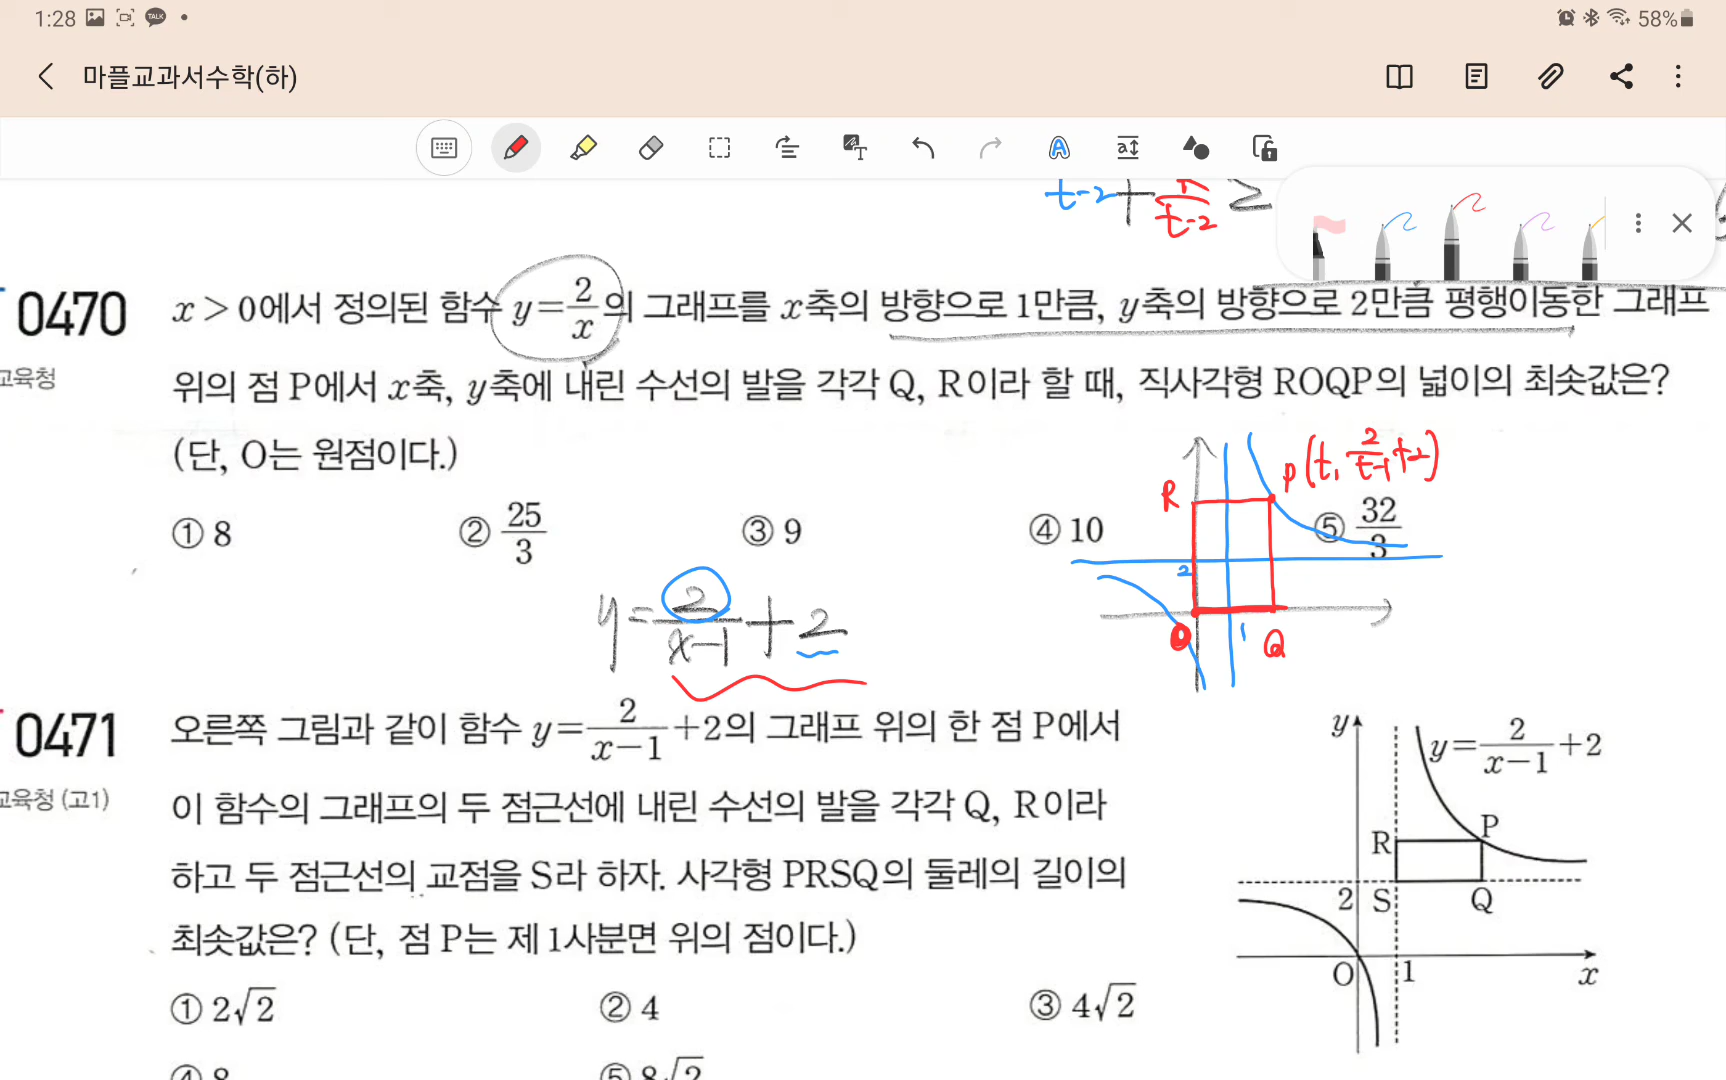 1:28 TALK 58%
마플교과서수학(하)
t-2+ /t-2 ≥
0470 x>0에서 정의된 함수 y=2/x의 그래프를 x축의 방향으로 1만큼, y축의 방향으로 2만큼 평행이동한 그래프
교육청 위의 점 P에서 x축, y축에 내린 수선의 발을 각각 Q, R이라 할 때, 직사각형 ROQP의 넓이의 최솟값은?
(단, O는 원점이다.)
① 8 ② 25/3 ③ 9 ④ 10 ⑤ 32/3
R P(t, 2/t-1+2)
2
O 1 Q
y=2/x-1+2
0471 오른쪽 그림과 같이 함수 y=2/x-1+2의 그래프 위의 한 점 P에서
교육청 (고1) 이 함수의 그래프의 두 점근선에 내린 수선의 발을 각각 Q, R이라
하고 두 점근선의 교점을 S라 하자. 사각형 PRSQ의 둘레의 길이의
최솟값은? (단, 점 P는 제1사분면 위의 점이다.)
① 2√2 ② 4 ③ 4√2
④ 8 ⑤ 8√2
y y=2/x-1+2
R P
2 S Q
O 1 x